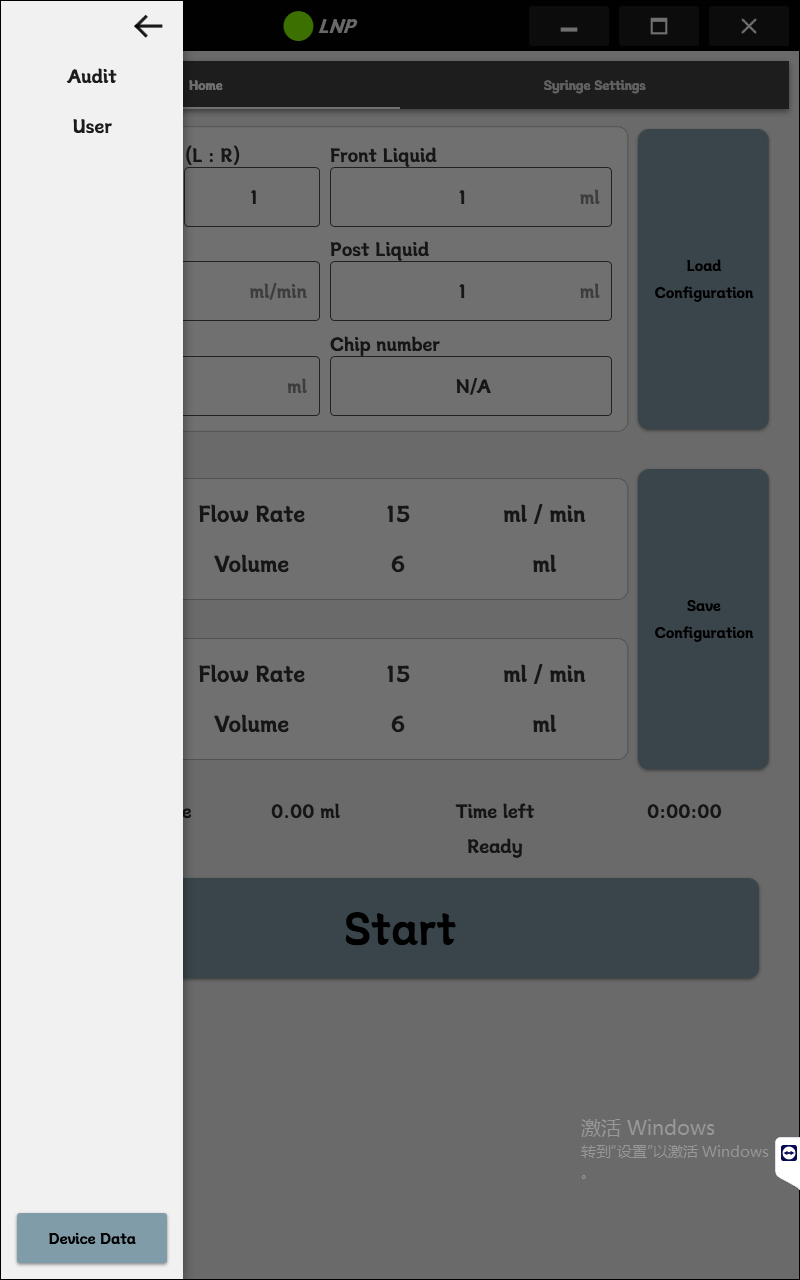 LNP
Audit
User
Home
Syringe Settings
(L : R)
Front Liquid
1
1
ml
Post Liquid
ml/min
1
ml
Chip number
ml
N/A
Load
Configuration
Flow Rate
15
ml / min
Volume
6
ml
Save
Configuration
Flow Rate
15
ml / min
Volume
6
ml
e
0.00 ml
Time left
0:00:00
Ready
Start
激活 Windows
转到“设置”以激活 Windows
。
Device Data